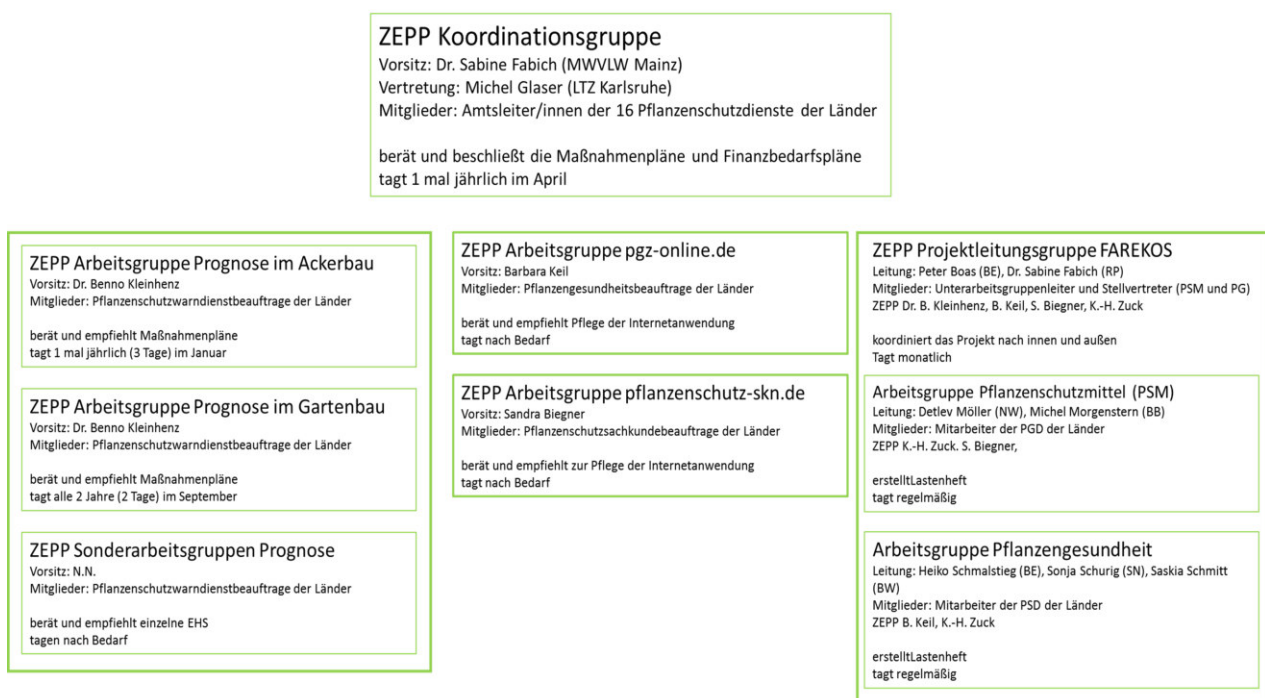 ZEPP Koordinationsgruppe
Vorsitz: Dr. Sabine Fabich (MWVLW Mainz)
Vertretung: Michel Glaser (LTZ Karlsruhe)
Mitglieder: Amtsleiter/innen der 16 Pflanzenschutzdienste der Länder
berät und beschließt die Maßnahmenpläne und Finanzbedarfspläne
tagt 1 mal jährlich im April
ZEPP Arbeitsgruppe Prognose im Ackerbau
Vorsitz: Dr. Benno Kleinhenz
Mitglieder: Pflanzenschutzwarndienstbeauftrage der Länder
berät und empfiehlt Maßnahmenpläne
tagt 1 mal jährlich (3 Tage) im Januar
ZEPP Arbeitsgruppe Prognose im Gartenbau
Vorsitz: Dr. Benno Kleinhenz
Mitglieder: Pflanzenschutzwarndienstbeauftrage der Länder
berät und empfiehlt Maßnahmenpläne
tagt alle 2 Jahre (2 Tage) im September
ZEPP Sonderarbeitsgruppen Prognose
Vorsitz: N.N.
Mitglieder: Pflanzenschutzwarndienstbeauftrage der Länder
berät und empfiehlt einzelne EHS
tagen nach Bedarf
ZEPP Arbeitsgruppe pgz-online.de
Vorsitz: Barbara Keil
Mitglieder: Pflanzengesundheitsbeauftrage der Länder
berät und empfiehlt Pflege der Internetanwendung
tagt nach Bedarf
ZEPP Arbeitsgruppe pflanzenschutz-skn.de
Vorsitz: Sandra Biegner
Mitglieder: Pflanzenschutzsachkundebeauftrage der Länder
berät und empfiehlt zur Pflege der Internetanwendung
tagt nach Bedarf
ZEPP Projektleitungsgruppe FAREKOS
Leitung: Peter Boas (BE), Dr. Sabine Fabich (RP)
Mitglieder: Unterarbeitsgruppenleiter und Stellvertreter (PSM und PG)
ZEPP Dr. B. Kleinhenz, B. Keil, S. Biegner, K.-H. Zuck
koordiniert das Projekt nach innen und außen
Tagt monatlich
Arbeitsgruppe Pflanzenschutzmittel (PSM)
Leitung: Detlev Möller (NW), Michel Morgenstern (BB)
Mitglieder: Mitarbeiter der PGD der Länder
ZEPP K.-H. Zuck. S. Biegner,
erstelltLastenheft
tagt regelmäßig
Arbeitsgruppe Pflanzengesundheit
Leitung: Heiko Schmalstieg (BE), Sonja Schurig (SN), Saskia Schmitt
(BW)
Mitglieder: Mitarbeiter der PSD der Länder
ZEPP B. Keil, K.-H. Zuck
erstelltLastenheft
tagt regelmäßig